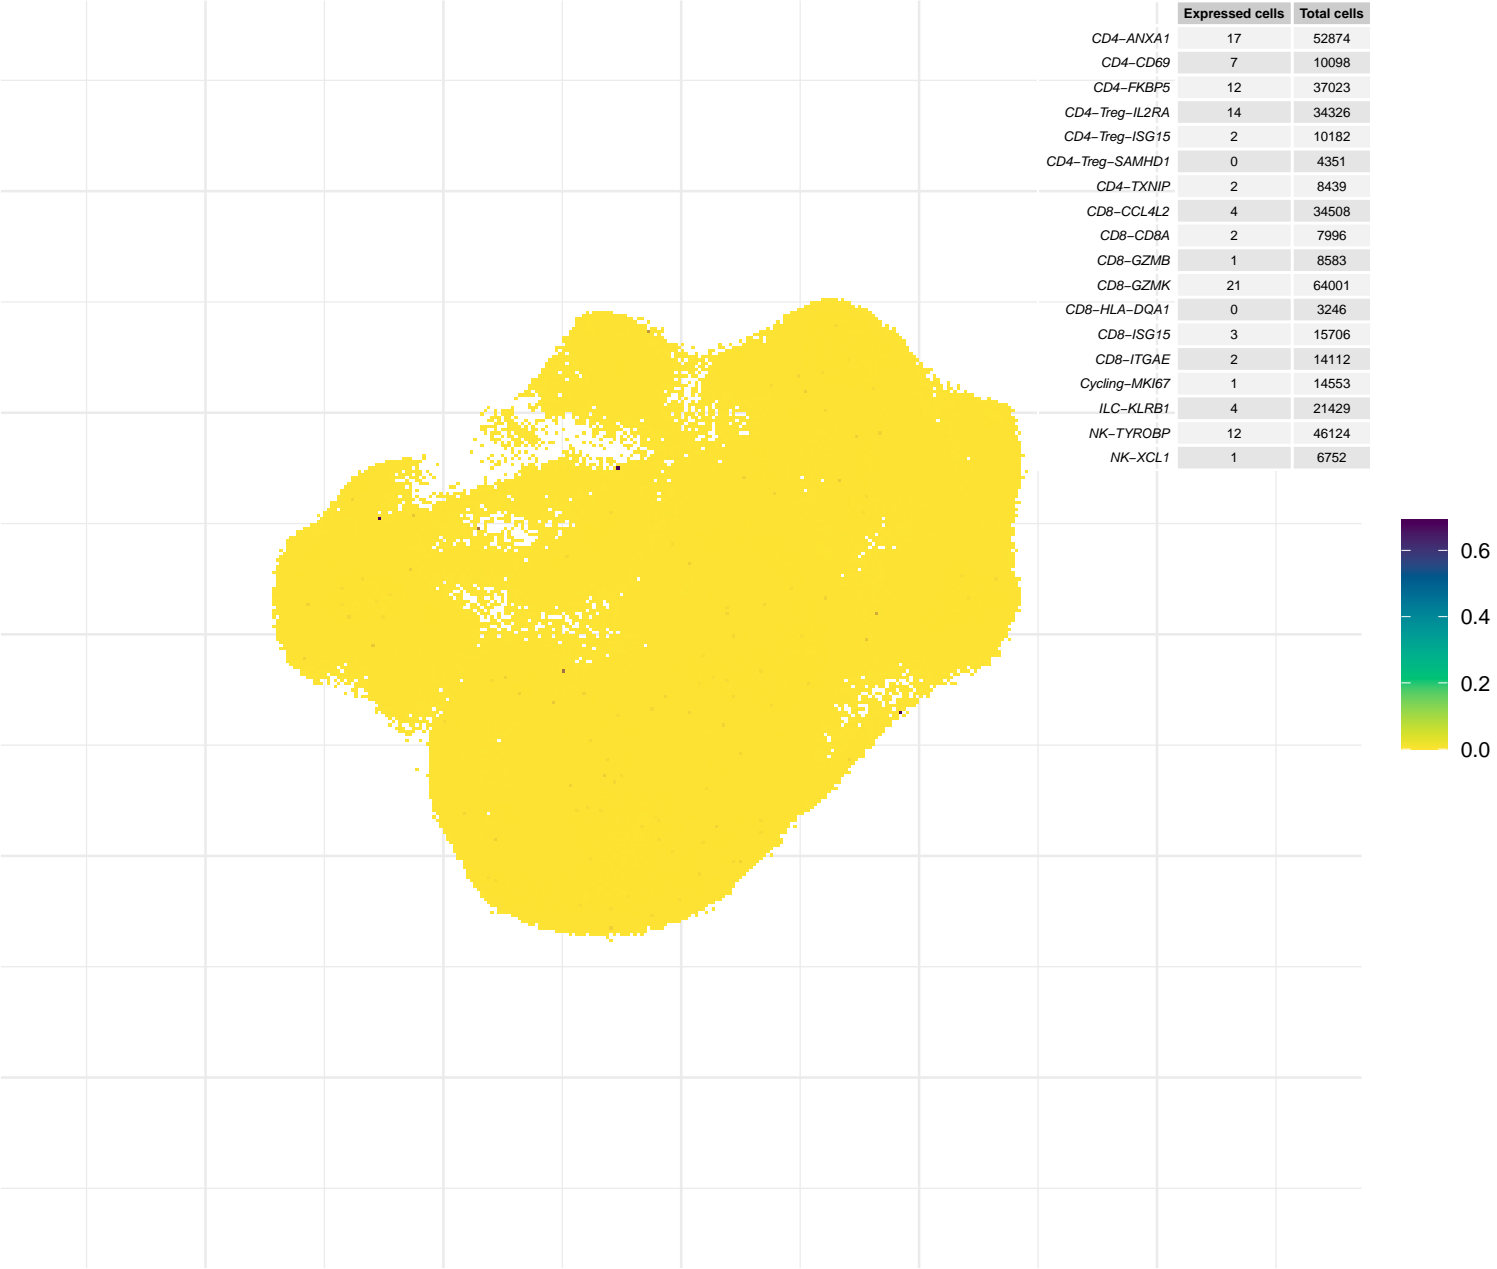 Expressed cells Total cells
CD4−ANXA1 17 52874
CD4−CD69 7 10098
CD4−FKBP5 12 37023
CD4−Treg−IL2RA 14 34326
CD4−Treg−ISG15 2 10182
CD4−Treg−SAMHD1 0 4351
CD4−TXNIP 2 8439
CD8−CCL4L2 4 34508
CD8−CD8A 2 7996
CD8−GZMB 1 8583
CD8−GZMK 21 64001
CD8−HLA−DQA1 0 3246
CD8−ISG15 3 15706
CD8−ITGAE 2 14112
Cycling−MKI67 1 14553
ILC−KLRB1 4 21429
NK−TYROBP 12 46124
NK−XCL1 1 6752
0.6
0.4
0.2
0.0